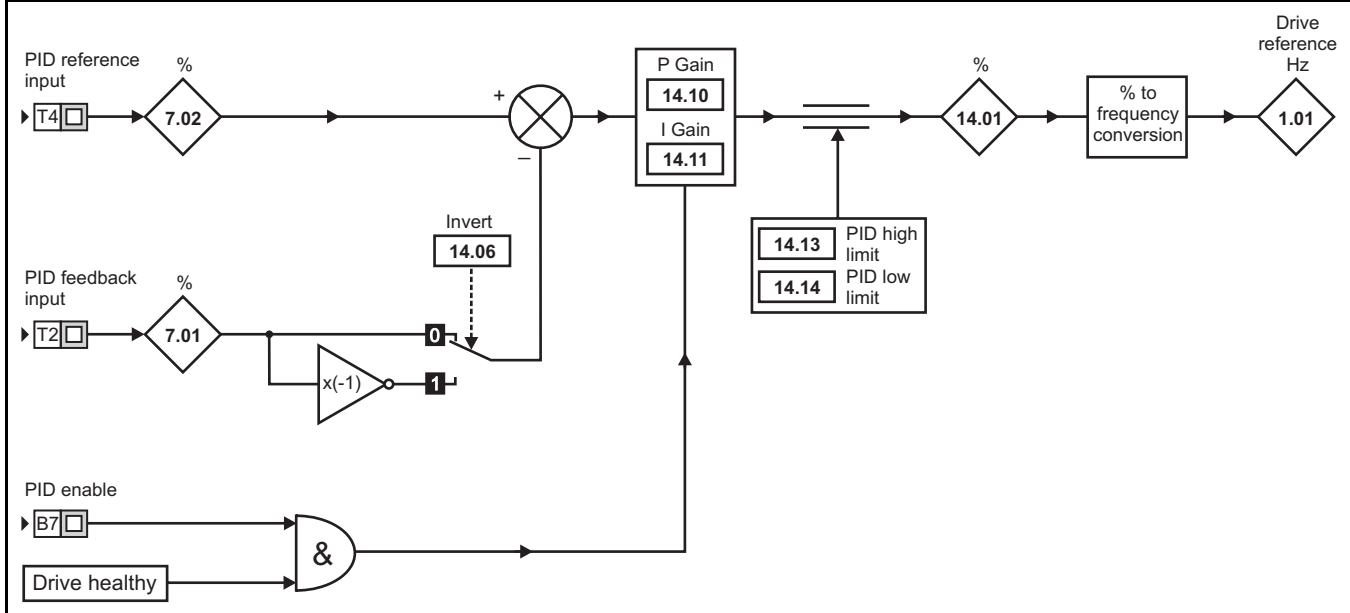 PID reference
input
T4
%
7.02
+
–
P Gain
14.10
I Gain
14.11
%
14.01
% to
frequency
conversion
Drive
reference
Hz
1.01
Invert
14.06
14.13
PID high
limit
14.14
PID low
limit
PID feedback
input
T2
%
7.01
x(-1)
0
1
PID enable
B7
Drive healthy
&